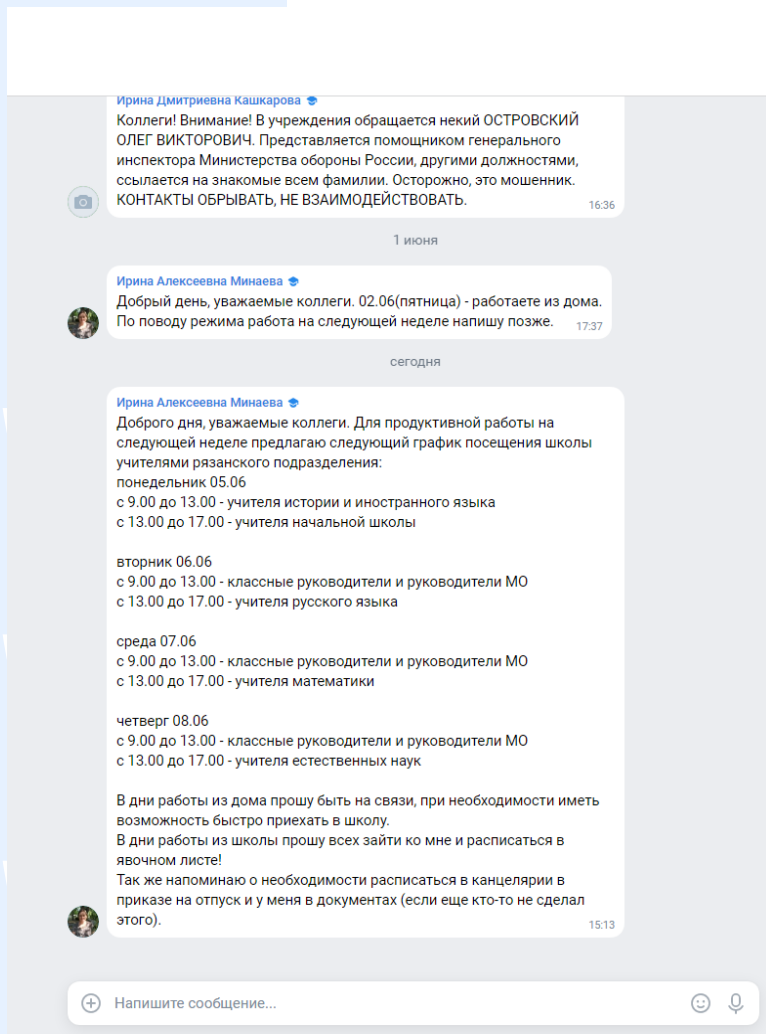 Ирина Дмитриевна Кашкарова
Коллеги! Внимание! В учреждения обращается некий ОСТРОВСКИЙ
ОЛЕГ ВИКТОРОВИЧ. Представляется помощником генерального
инспектора Министерства обороны России, другими должностями,
ссылается на знакомые всем фамилии. Осторожно, это мошенник.
КОНТАКТЫ ОБРЫВАТЬ, НЕ ВЗАИМОДЕЙСТВОВАТЬ.
16:36
1 июня
Ирина Алексеевна Минаева
Добрый день, уважаемые коллеги. 02.06(пятница) - работаете из дома.
По поводу режима работа на следующей неделе напишу позже.
17:37
сегодня
Ирина Алексеевна Минаева
Доброго дня, уважаемые коллеги. Для продуктивной работы на
следующей неделе предлагаю следующий график посещения школы
учителями рязанского подразделения:
понедельник 05.06
с 9.00 до 13.00 - учителя истории и иностранного языка
с 13.00 до 17.00 - учителя начальной школы
вторник 06.06
с 9.00 до 13.00 - классные руководители и руководители МО
с 13.00 до 17.00 - учителя русского языка
среда 07.06
с 9.00 до 13.00 - классные руководители и руководители МО
с 13.00 до 17.00 - учителя математики
четверг 08.06
с 9.00 до 13.00 - классные руководители и руководители МО
с 13.00 до 17.00 - учителя естественных наук
В дни работы из дома прошу быть на связи, при необходимости иметь
возможность быстро приехать в школу.
В дни работы из школы прошу всех зайти ко мне и расписаться в
явочном листе!
Так же напоминаю о необходимости расписаться в канцелярии в
приказе на отпуск и у меня в документах (если еще кто-то не сделал
этого).
15:13
Напишите сообщение...